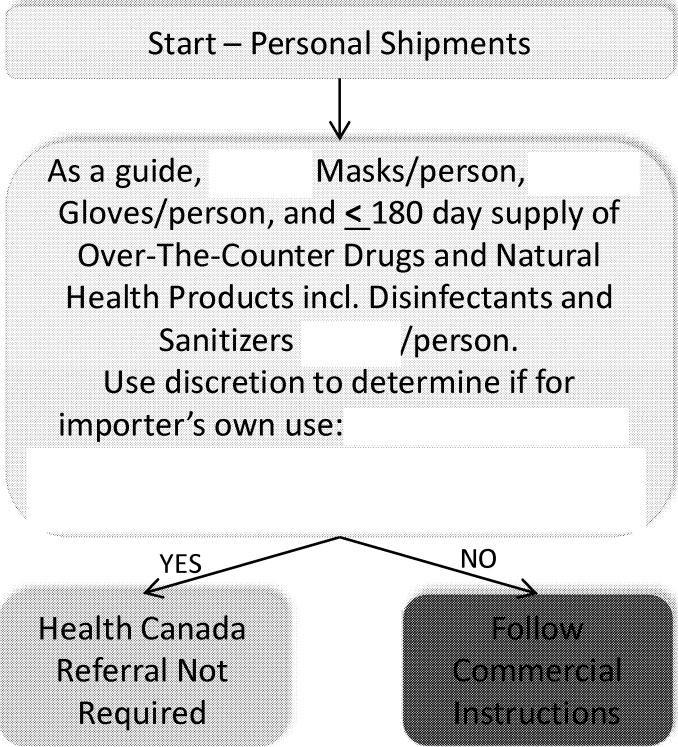 Start – Personal Shipments
As a guide, Masks/person,
Gloves/person, and < 180 day supply of
Over-The-Counter Drugs and Natural
Health Products incl. Disinfectants and
Sanitizers /person.
Use discretion to determine if for
importer’s own use:
YES
NO
Health Canada
Referral Not
Required
Follow
Commercial
Instructions